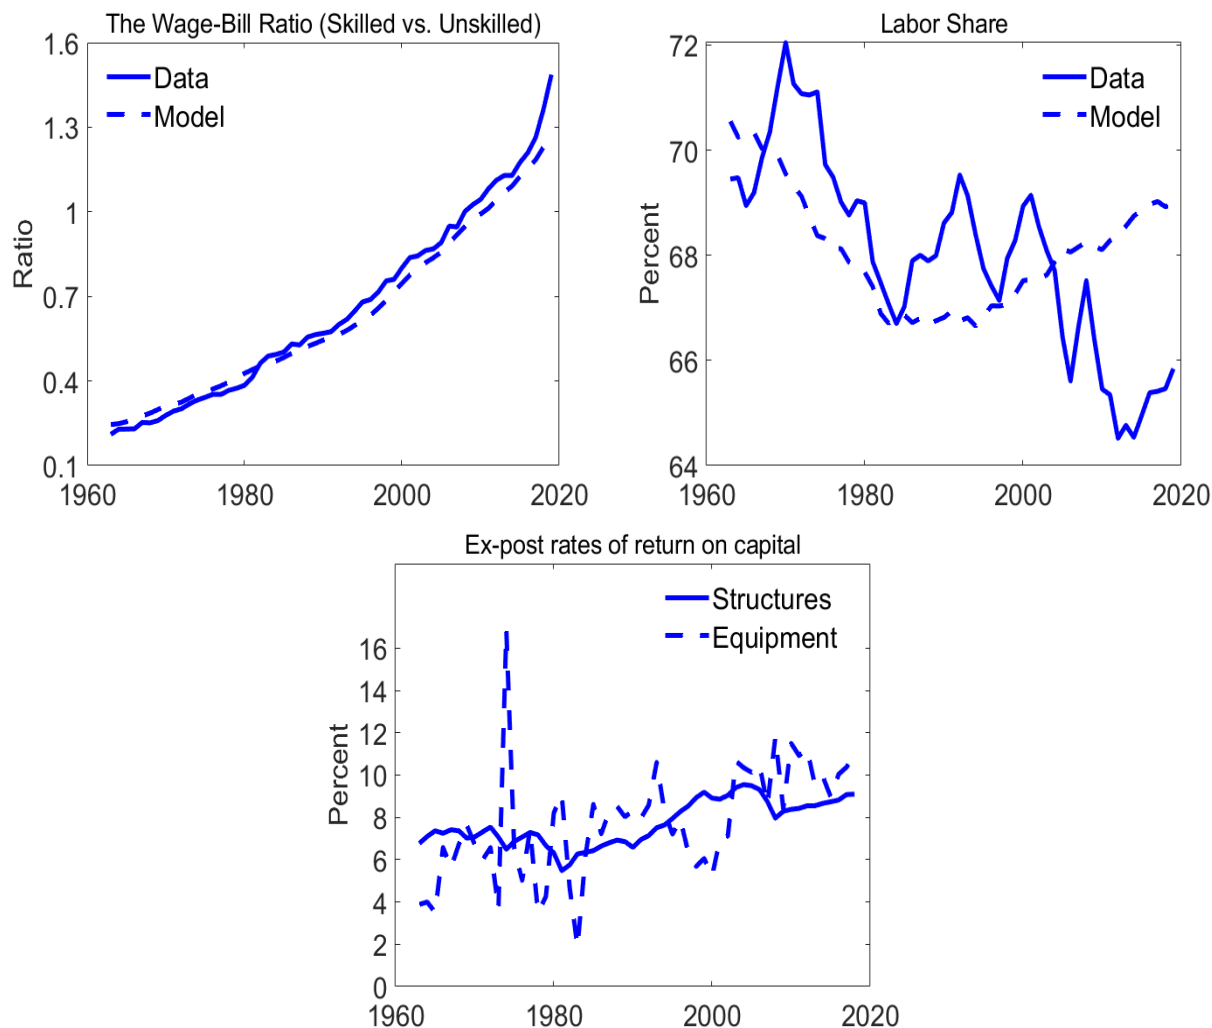 The Wage-Bill Ratio (Skilled vs. Unskilled)
1.6
1.3
1
0.7
0.4
0.1
Ratio
Data
Model
1960 1980 2000 2020
Labor Share
72
70
68
66
64
Percent
Data
Model
1960 1980 2000 2020
Ex-post rates of return on capital
16
14
12
10
8
6
4
2
0
Percent
Structures
Equipment
1960 1980 2000 2020